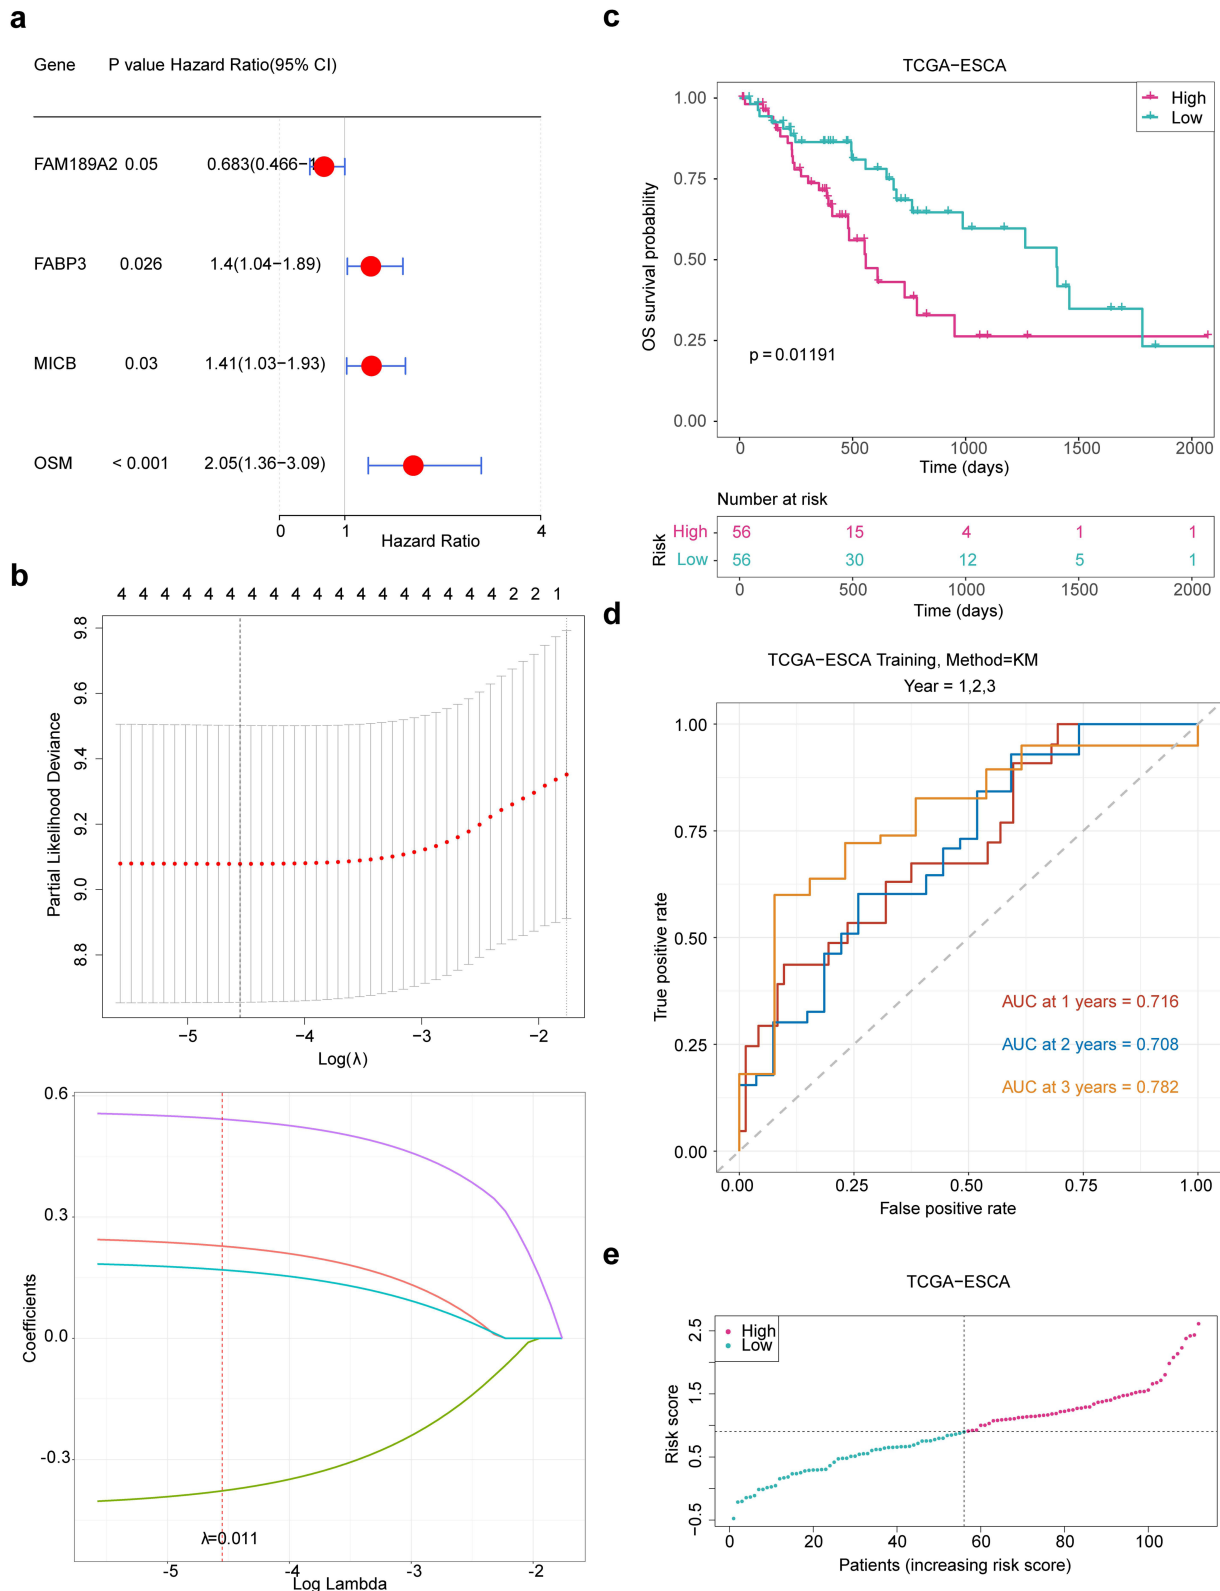 a
Gene P value Hazard Ratio(95% CI)
FAM189A2 0.05 0.683(0.466−
FABP3 0.026 1.4(1.04−1.89)
MICB 0.03 1.41(1.03−1.93)
OSM < 0.001 2.05(1.36−3.09)
0 1 4
Hazard Ratio
b
4 4 4 4 4 4 4 4 4 4 4 4 4 4 4 4 4 4 2 2 1
9.8
9.6
9.4
9.2
9.0
8.8
Partial Likelihood Deviance
−5 −4 −3 −2
Log(λ)
0.6
0.3
0.0
-0.3
Coefficients
λ=0.011
-5 -4 -3 -2
Log Lambda
c
TCGA−ESCA
High
Low
1.00
0.75
0.50
0.25
0.00
OS survival probability
p = 0.01191
0 500 1000 1500 2000
Time (days)
Number at risk
Risk
High 56 15 4 1 1
Low 56 30 12 5 1
0 500 1000 1500 2000
Time (days)
d
TCGA−ESCA Training, Method=KM
Year = 1,2,3
1.00
0.75
0.50
0.25
0.00
True positive rate
AUC at 1 years = 0.716
AUC at 2 years = 0.708
AUC at 3 years = 0.782
0.00 0.25 0.50 0.75 1.00
False positive rate
e
TCGA−ESCA
High
Low
2.5
1.5
0.5
−0.5
Risk score
0 20 40 60 80 100
Patients (increasing risk score)